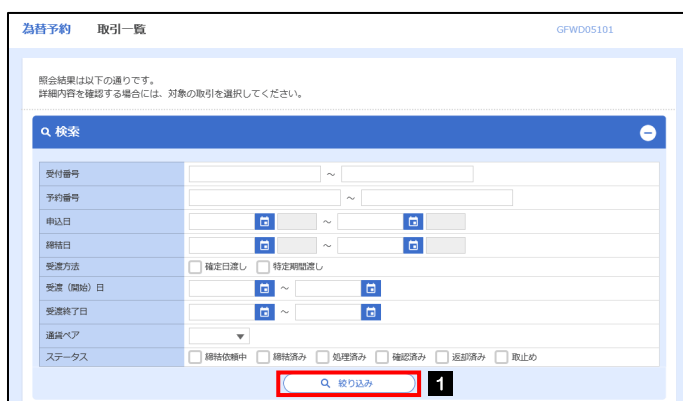 為替予約 取引一覧 GFWD05101
照会結果は以下の通りです。
詳細内容を確認する場合には、対象の取引を選択してください。
検索
受付番号 ～
予約番号 ～
申込日 ～
締結日 ～
受渡方法 確定日渡し 特定期間渡し
受渡（開始）日 ～
受渡終了日 ～
通貨ペア
ステータス 締結依頼中 締結済み 処理済み 確認済み 返却済み 取止め
絞り込み 1